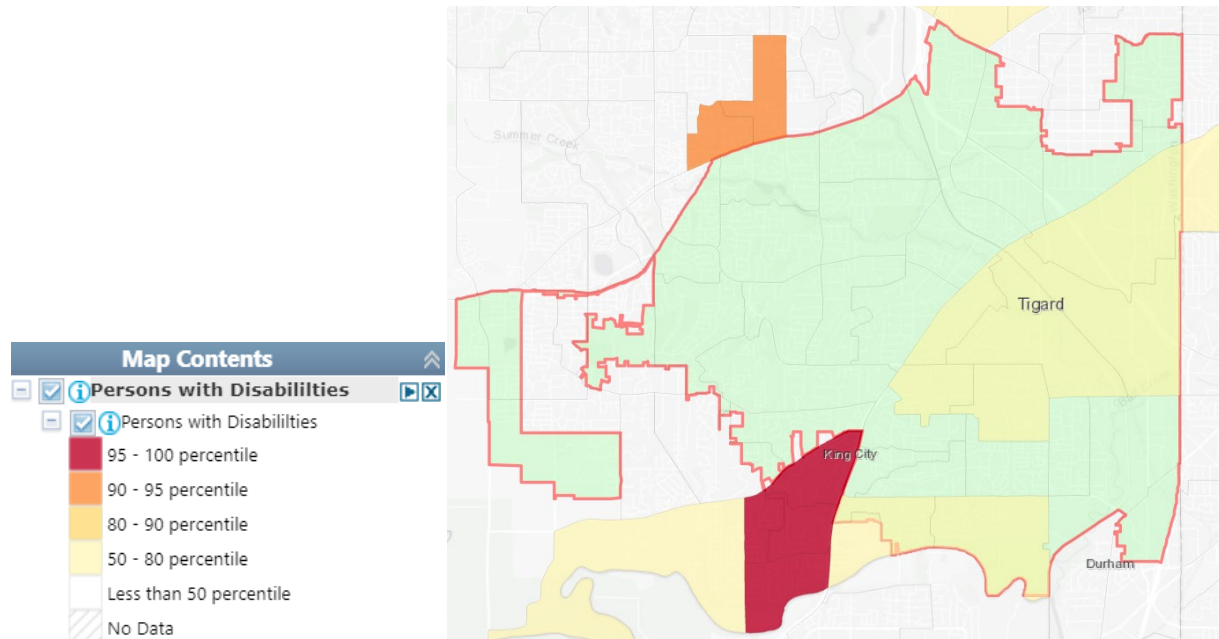 Map Contents
Persons with Disabililties
Persons with Disabililties
95 - 100 percentile
90 - 95 percentile
80 - 90 percentile
50 - 80 percentile
Less than 50 percentile
No Data
Summer Creek
Tigard
King City
Durham